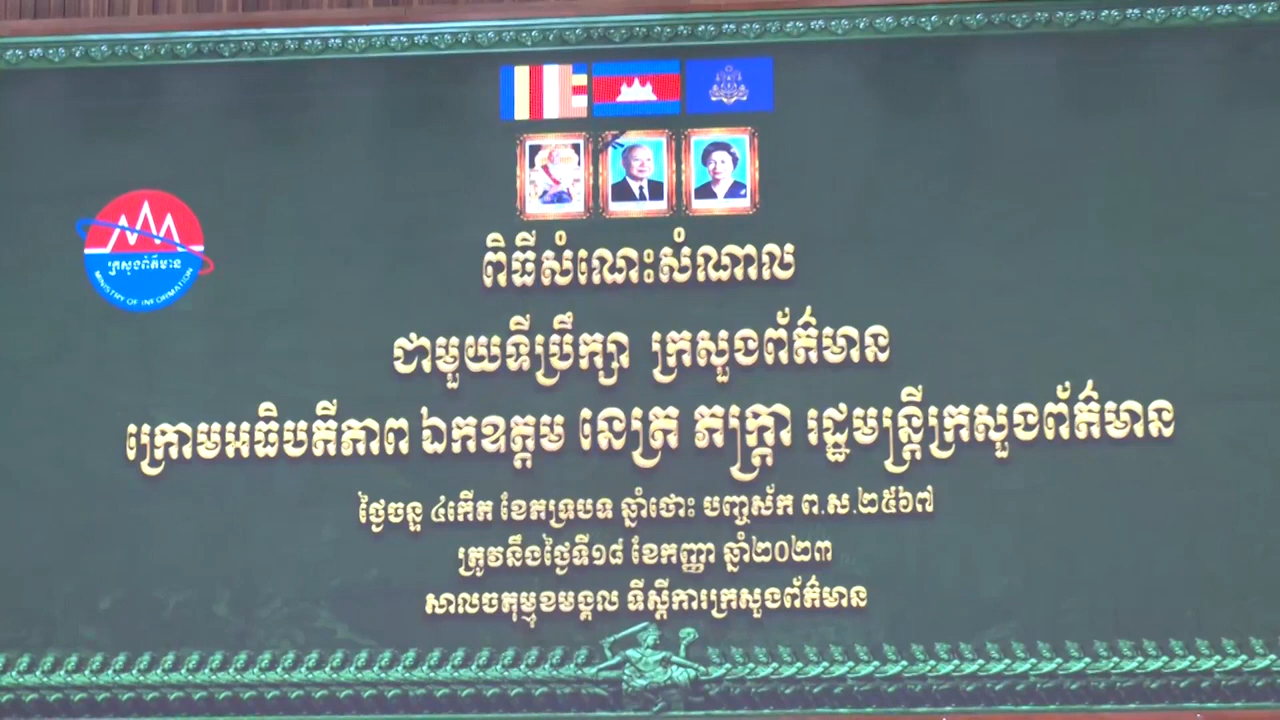 ក្រសួងព័ត៌មាន
MINISTRY OF INFORMATION
ពិធីសំណេះសំណាល
ជាមួយទីប្រឹក្សា ក្រសួងព័ត៌មាន
ក្រោមអធិបតីភាព ឯកឧត្តម នេត្រ ភក្ត្រា រដ្ឋមន្ត្រីក្រសួងព័ត៌មាន
ថ្ងៃចន្ទ ៤កើត ខែភទ្របទ ឆ្នាំថោះ បញ្ចស័ក ព.ស.២៥៦៧
ត្រូវនឹងថ្ងៃទី១៨ ខែកញ្ញា ឆ្នាំ២០២៣
សាលចតុម្មុខមង្គល ទីស្ដីការក្រសួងព័ត៌មាន